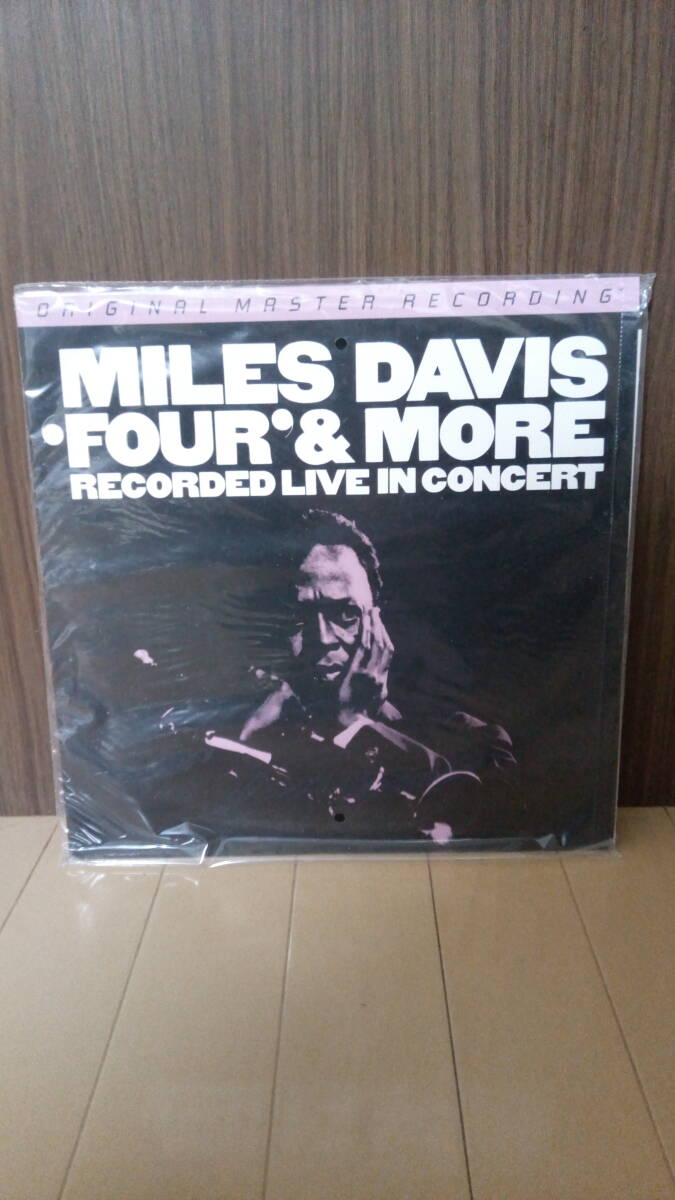 ORIGINAL MASTER RECORDING
MILES DAVIS
‘FOUR’ & MORE
RECORDED LIVE IN CONCERT